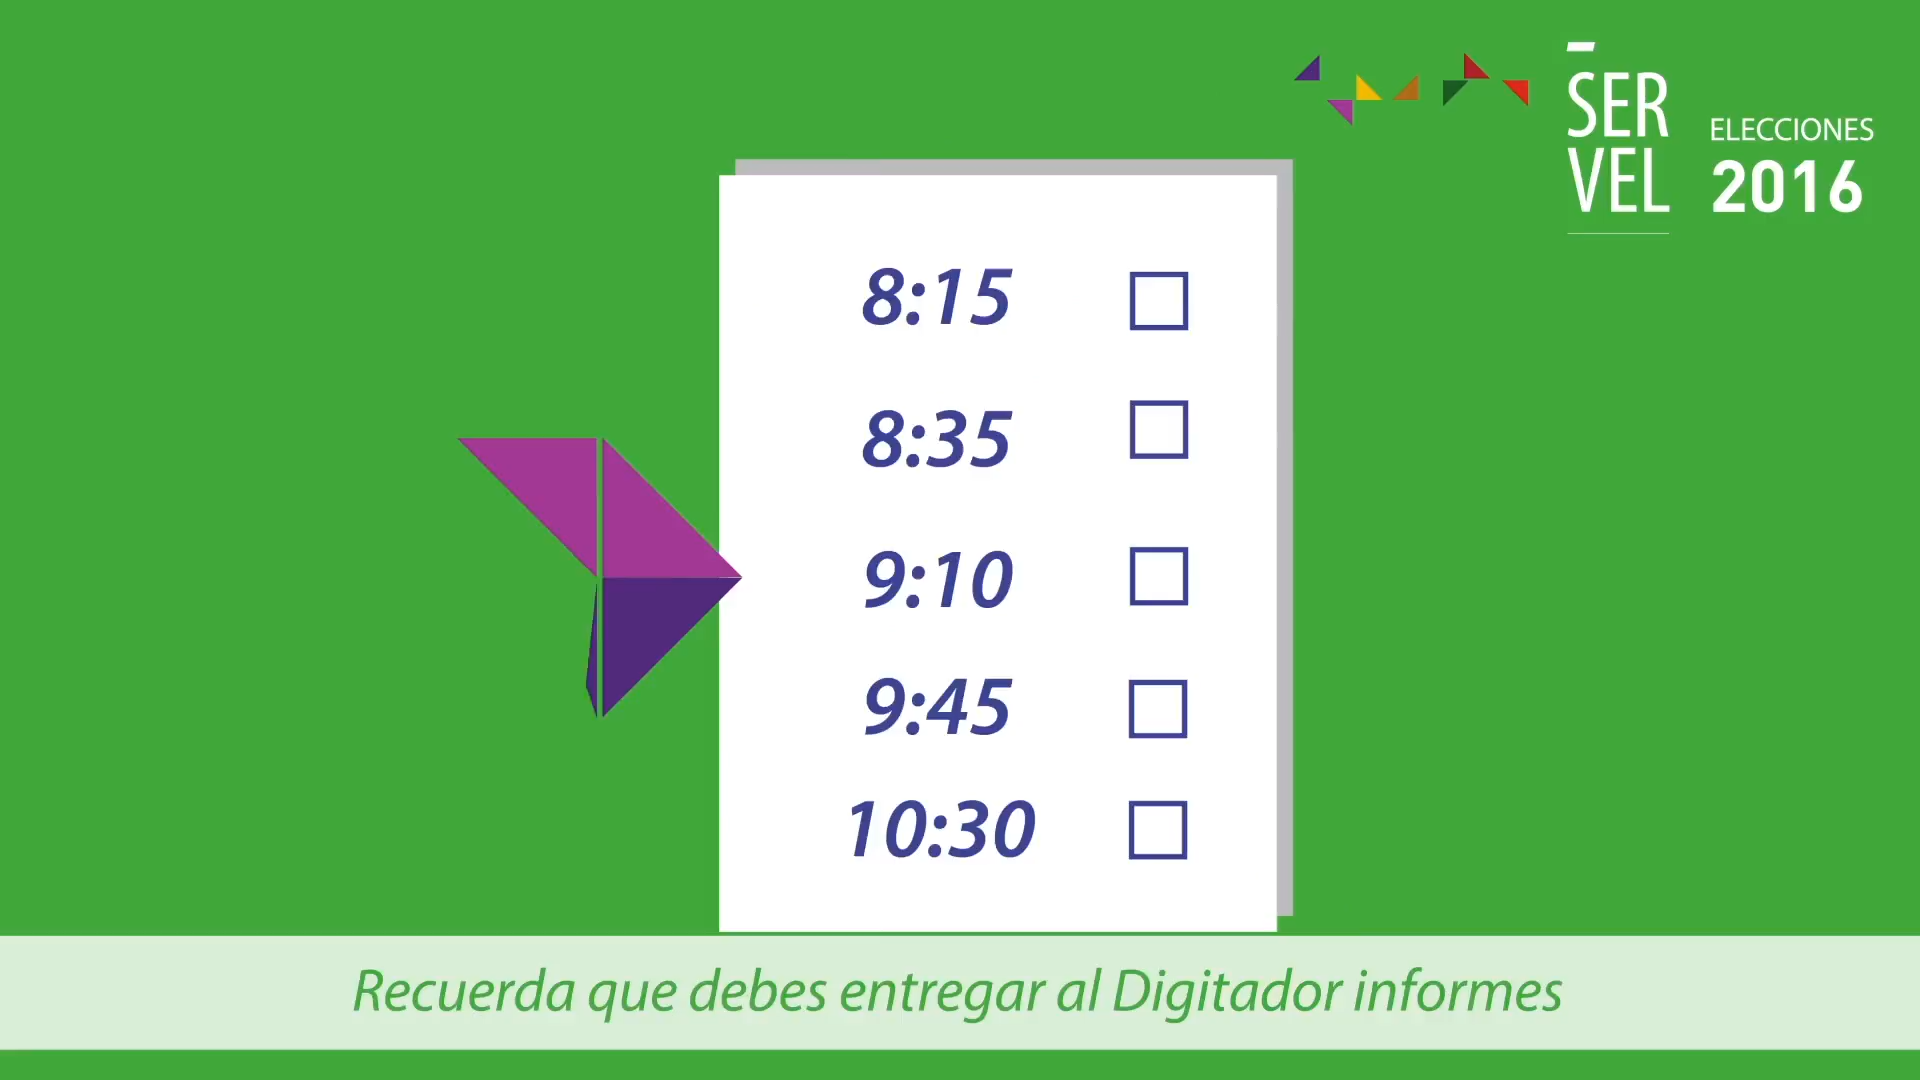 SER
VEL
ELECCIONES
2016
8:15
8:35
9:10
9:45
10:30
Recuerda que debes entregar al Digitador informes